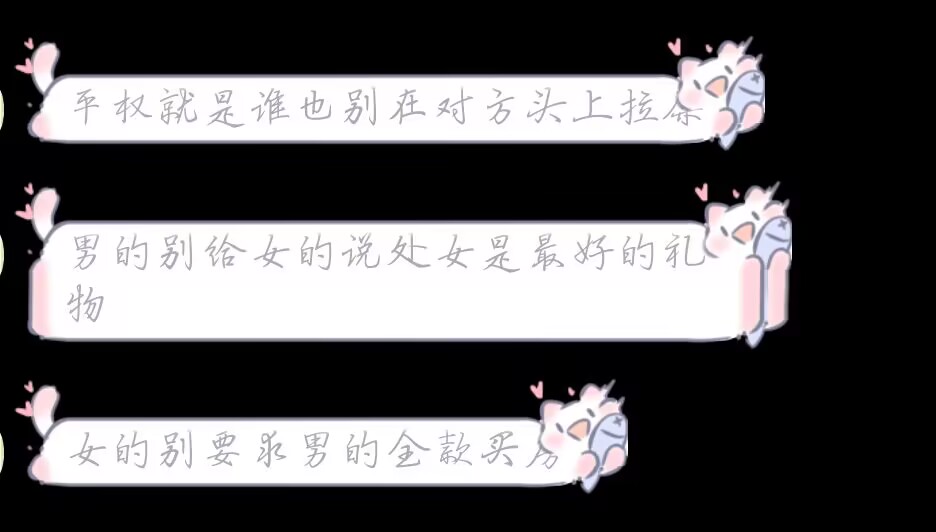 平权就是谁也别在对方头上拉
男的别给女的说处女是最好的礼
物
女的别要求男的全款买